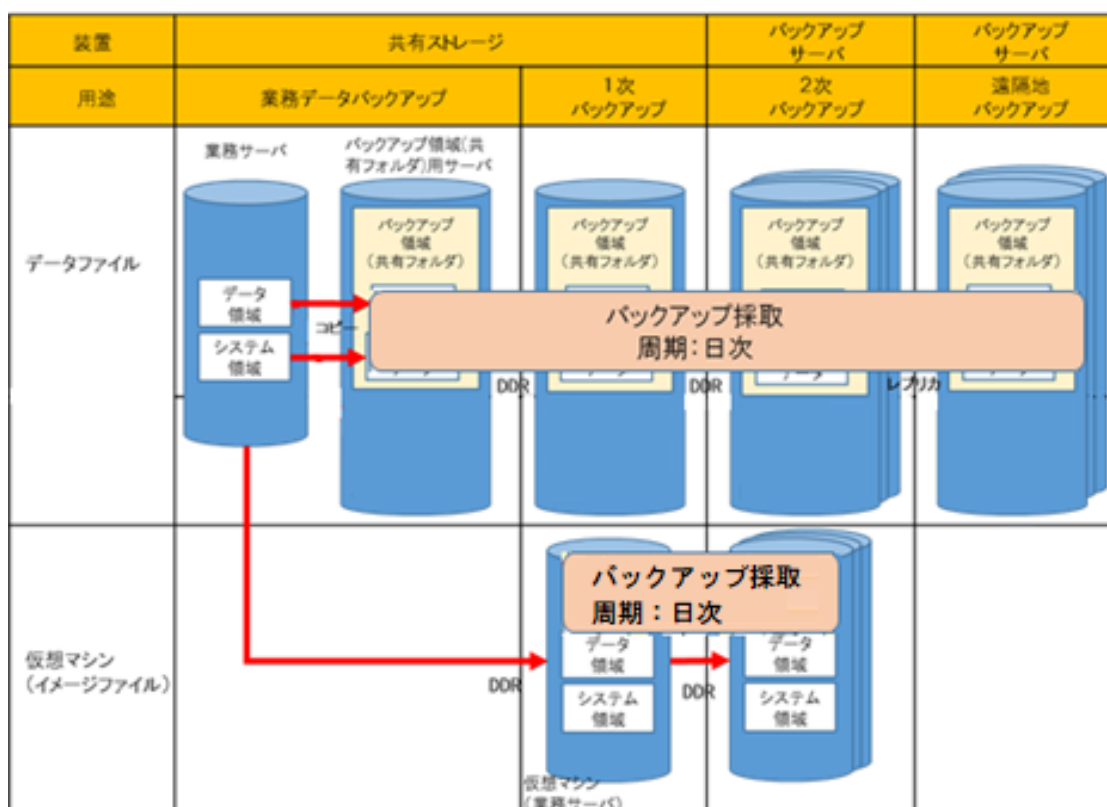 装置
共有ストレージ
バックアップ
サーバ
バックアップ
サーバ
用途
業務データバックアップ
1次
バックアップ
2次
バックアップ
遠隔地
バックアップ
データファイル
業務サーバ
バックアップ領域(共
有フォルダ)用サーバ
バックアップ
領域
(共有フォルダ)
バックアップ
領域
(共有フォルダ)
バックアップ
領域
(共有フォルダ)
バックアップ
領域
(共有フォルダ)
データ
領域
システム
領域
コピー
バックアップ採取
周期:日次
DDR
DDR
レプリカ
仮想マシン
(イメージファイル)
バックアップ採取
周期:日次
データ
領域
システム
領域
データ
領域
システム
領域
DDR
DDR
仮想マシン
(業務サーバ)